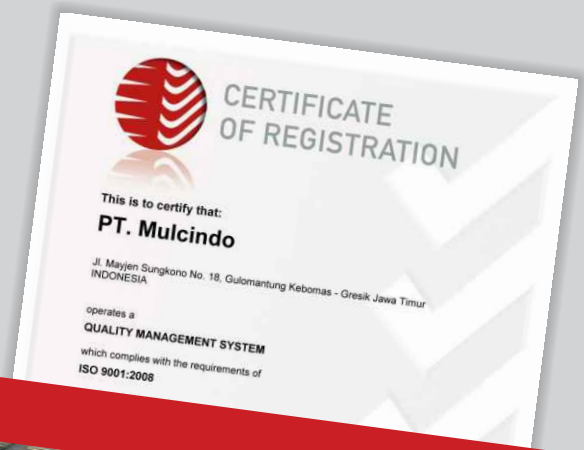 CERTIFICATE
OF REGISTRATION
This is to certify that:
PT. Mulcindo
Jl. Mayjen Sungkono No. 18, Gulomantung Kebomas - Gresik Jawa Timur
INDONESIA
operates a
QUALITY MANAGEMENT SYSTEM
which complies with the requirements of
ISO 9001:2008